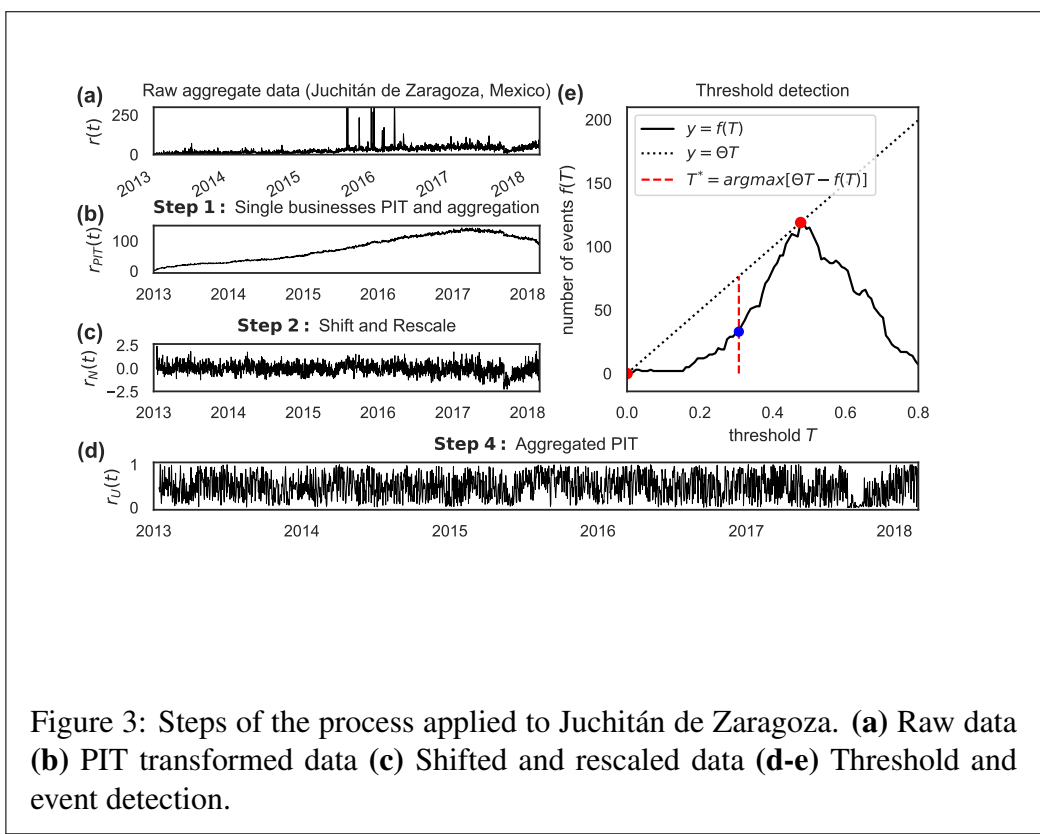 (a)
Raw aggregate data (Juchitán de Zaragoza, Mexico)
r(t)
250
0
2013
2014
2015
2016
2017
2018
(b)
Step 1 : Single businesses PIT and aggregation
r_{PIT}(t)
100
0
2013
2014
2015
2016
2017
2018
(c)
Step 2 : Shift and Rescale
r_N(t)
2.5
0.0
−2.5
2013
2014
2015
2016
2017
2018
(e)
Threshold detection
y = f(T)
y = ΘT
T* = argmax[ΘT − f(T)]
number of events f(T)
200
150
100
50
0
0.0
0.2
0.4
0.6
0.8
threshold T
(d)
Step 4 : Aggregated PIT
r_U(t)
1
0
2013
2014
2015
2016
2017
2018
Figure 3: Steps of the process applied to Juchitán de Zaragoza. (a) Raw data
(b) PIT transformed data (c) Shifted and rescaled data (d-e) Threshold and
event detection.